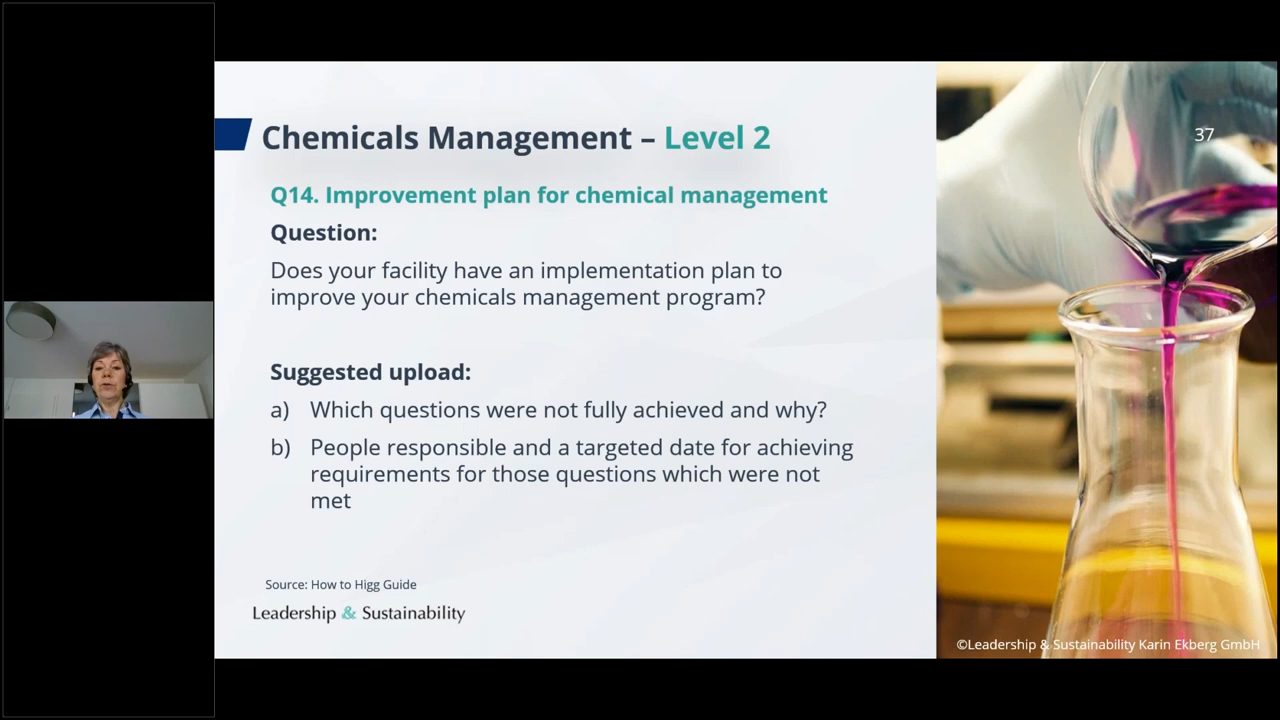 37
Chemicals Management – Level 2
Q14. Improvement plan for chemical management
Question:
Does your facility have an implementation plan to
improve your chemicals management program?
Suggested upload:
a) Which questions were not fully achieved and why?
b) People responsible and a targeted date for achieving
requirements for those questions which were not
met
Source: How to Higg Guide
Leadership & Sustainability
©Leadership & Sustainability Karin Ekberg GmbH